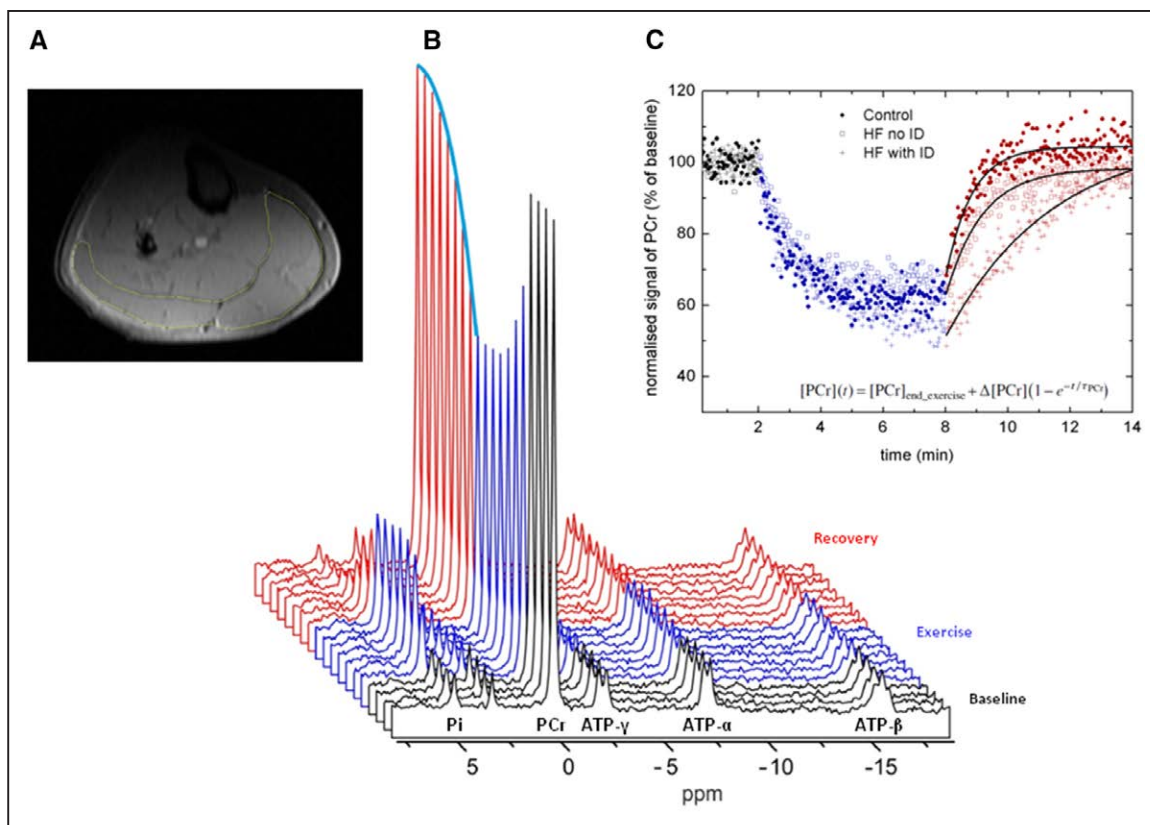 A
B
C
120
100
80
60
40
normalised signal of PCr (% of baseline)
Control
HF no ID
HF with ID
[PCr](t) = [PCr]end_exercise + Δ[PCr](1 − e^−t/τPCr)
2
4
6
8
10
12
14
time (min)
Recovery
Exercise
Baseline
Pi
PCr
ATP-γ
ATP-α
ATP-β
5
0
-5
-10
-15
ppm